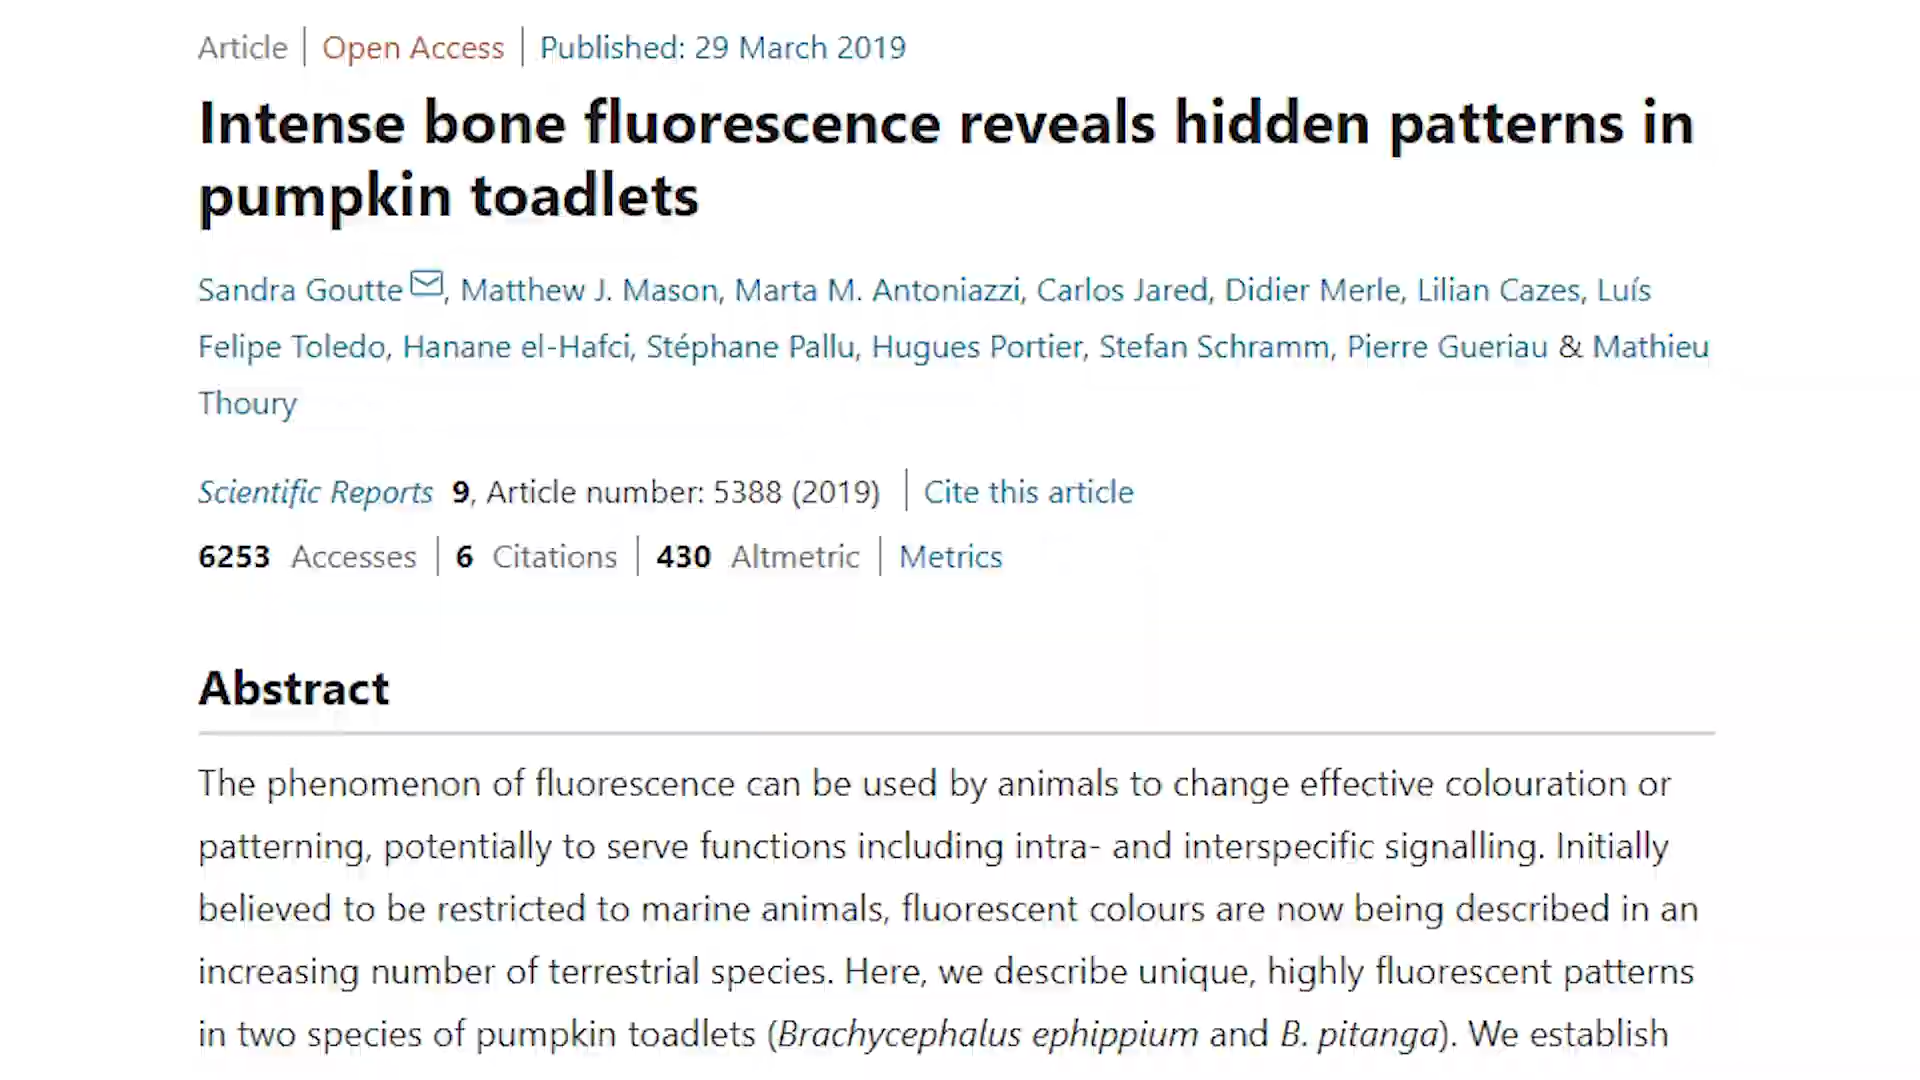 Article | Open Access | Published: 29 March 2019
Intense bone fluorescence reveals hidden patterns in
pumpkin toadlets
Sandra Goutte, Matthew J. Mason, Marta M. Antoniazzi, Carlos Jared, Didier Merle, Lilian Cazes, Luís
Felipe Toledo, Hanane el-Hafci, Stéphane Pallu, Hugues Portier, Stefan Schramm, Pierre Gueriau & Mathieu
Thoury
Scientific Reports 9, Article number: 5388 (2019) | Cite this article
6253 Accesses | 6 Citations | 430 Altmetric | Metrics
Abstract
The phenomenon of fluorescence can be used by animals to change effective colouration or
patterning, potentially to serve functions including intra- and interspecific signalling. Initially
believed to be restricted to marine animals, fluorescent colours are now being described in an
increasing number of terrestrial species. Here, we describe unique, highly fluorescent patterns
in two species of pumpkin toadlets (Brachycephalus ephippium and B. pitanga). We establish